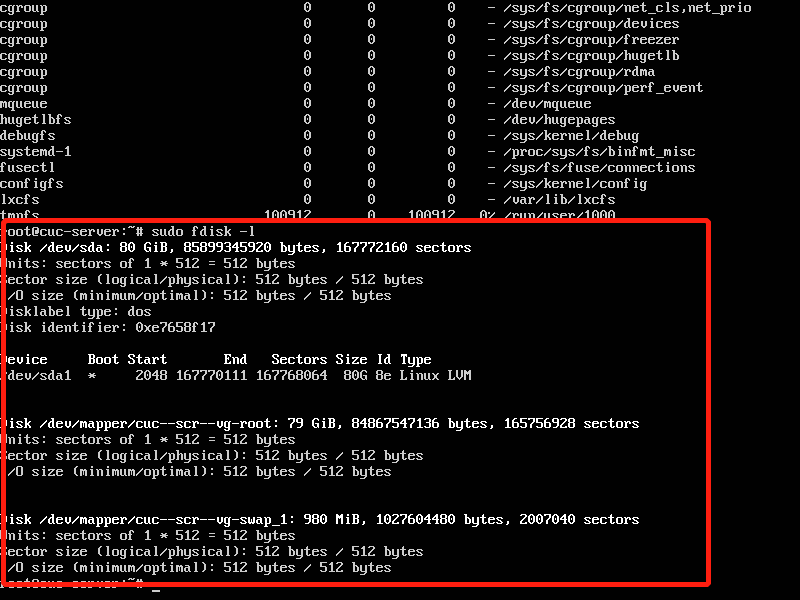 cgroup 0 0 0 - /sys/fs/cgroup/net_cls,net_prio
cgroup 0 0 0 - /sys/fs/cgroup/devices
cgroup 0 0 0 - /sys/fs/cgroup/freezer
cgroup 0 0 0 - /sys/fs/cgroup/hugetlb
cgroup 0 0 0 - /sys/fs/cgroup/rdma
cgroup 0 0 0 - /sys/fs/cgroup/perf_event
mqueue 0 0 0 - /dev/mqueue
hugetlbfs 0 0 0 - /dev/hugepages
debugfs 0 0 0 - /sys/kernel/debug
systemd-1 0 0 0 - /proc/sys/fs/binfmt_misc
fusectl 0 0 0 - /sys/fs/fuse/connections
configfs 0 0 0 - /sys/kernel/config
lxcfs 0 0 0 - /var/lib/lxcfs
tmpfs 100912 0 100912 0% /run/user/1000
root@cuc-server:~# sudo fdisk -l
Disk /dev/sda: 80 GiB, 85899345920 bytes, 167772160 sectors
Units: sectors of 1 * 512 = 512 bytes
Sector size (logical/physical): 512 bytes / 512 bytes
I/O size (minimum/optimal): 512 bytes / 512 bytes
Disklabel type: dos
Disk identifier: 0xe7658f17
Device Boot Start End Sectors Size Id Type
/dev/sda1 * 2048 167770111 167768064 80G 8e Linux LVM
Disk /dev/mapper/cuc--scr--vg-root: 79 GiB, 84867547136 bytes, 165756928 sectors
Units: sectors of 1 * 512 = 512 bytes
Sector size (logical/physical): 512 bytes / 512 bytes
I/O size (minimum/optimal): 512 bytes / 512 bytes
Disk /dev/mapper/cuc--scr--vg-swap_1: 980 MiB, 1027604480 bytes, 2007040 sectors
Units: sectors of 1 * 512 = 512 bytes
Sector size (logical/physical): 512 bytes / 512 bytes
I/O size (minimum/optimal): 512 bytes / 512 bytes
root@cuc-server:~# _